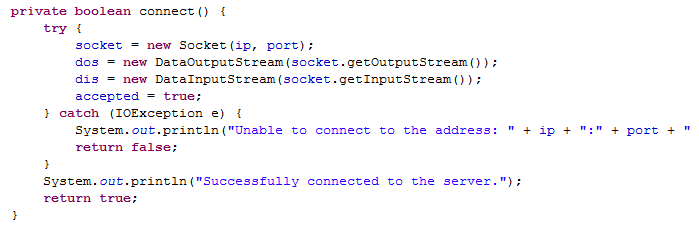 private boolean connect() {
try {
socket = new Socket(ip, port);
dos = new DataOutputStream(socket.getOutputStream());
dis = new DataInputStream(socket.getInputStream());
accepted = true;
} catch (IOException e) {
System.out.println("Unable to connect to the address: " + ip + ":" + port + "
return false;
}
System.out.println("Successfully connected to the server.");
return true;
}